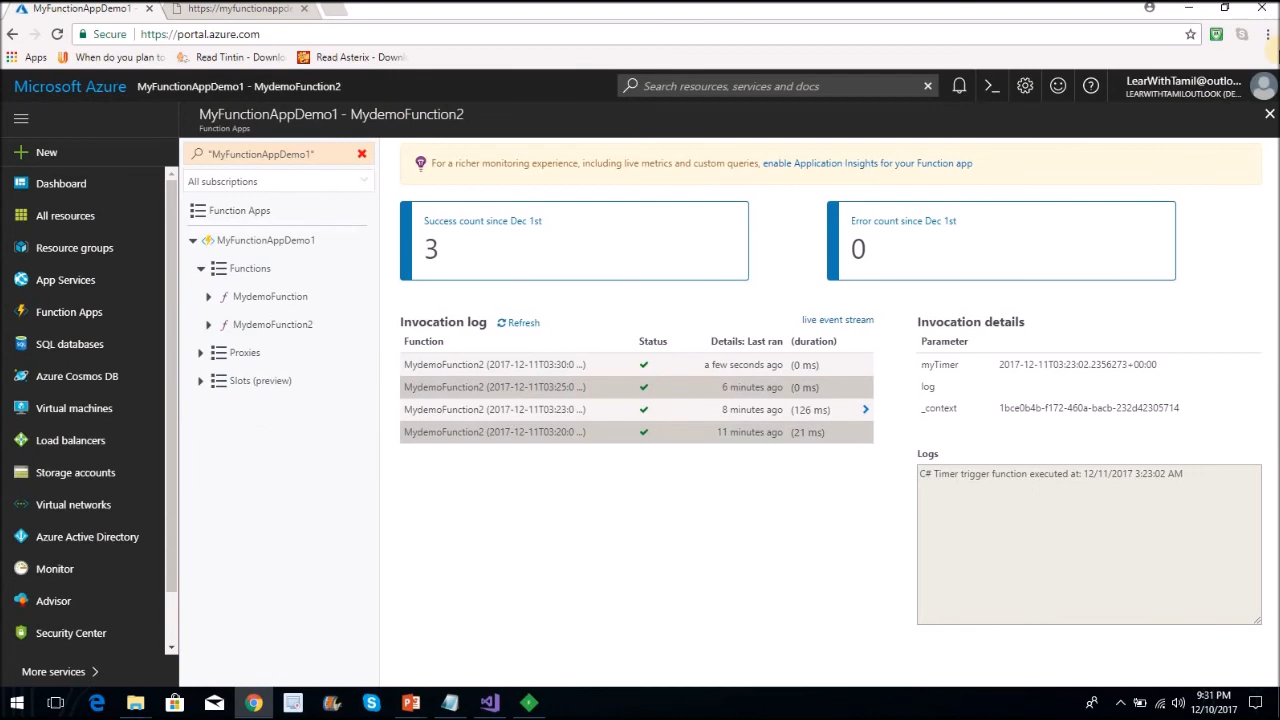 MyFunctionAppDemo1 - M
https://myfunctionappde
Secure
https://portal.azure.com
Apps
When do you plan to
Read Tintin - Downlo
Read Asterix - Down
Microsoft Azure
MyFunctionAppDemo1 - MydemoFunction2
Search resources, services and docs
LearWithTamil@outlo...
LEARWITHTAMILOUTLOOK (DE...
MyFunctionAppDemo1 - MydemoFunction2
Function Apps
New
Dashboard
All resources
Resource groups
App Services
Function Apps
SQL databases
Azure Cosmos DB
Virtual machines
Load balancers
Storage accounts
Virtual networks
Azure Active Directory
Monitor
Advisor
Security Center
More services
"MyFunctionAppDemo1"
All subscriptions
Function Apps
MyFunctionAppDemo1
Functions
MydemoFunction
MydemoFunction2
Proxies
Slots (preview)
For a richer monitoring experience, including live metrics and custom queries, enable Application Insights for your Function app
Success count since Dec 1st
3
Error count since Dec 1st
0
Invocation log
Refresh
live event stream
Function Status Details: Last ran (duration)
MydemoFunction2 (2017-12-11T03:30:0 ...) a few seconds ago (0 ms)
MydemoFunction2 (2017-12-11T03:25:0 ...) 6 minutes ago (0 ms)
MydemoFunction2 (2017-12-11T03:23:0 ...) 8 minutes ago (126 ms)
MydemoFunction2 (2017-12-11T03:20:0 ...) 11 minutes ago (21 ms)
Invocation details
Parameter
myTimer 2017-12-11T03:23:02.2356273+00:00
log
_context 1bce0b4b-f172-460a-bacb-232d42305714
Logs
C# Timer trigger function executed at: 12/11/2017 3:23:02 AM
9:31 PM
12/10/2017